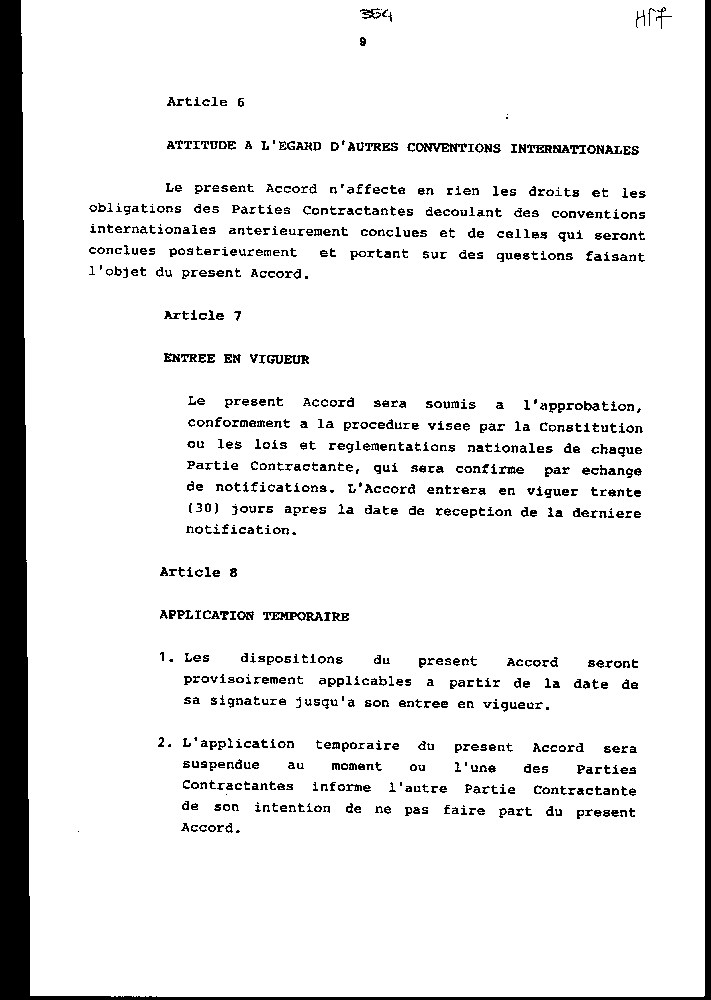 354
9
Article 6
ATTITUDE A L'EGARD D'AUTRES CONVENTIONS INTERNATIONALES
Le present Accord n'affecte en rien les droits et les
obligations des Parties Contractantes decoulant des conventions
internationales anterieurement conclues et de celles qui seront
conclues posterieurement et portant sur des questions faisant
l'objet du present Accord.
Article 7
ENTREE EN VIGUEUR
Le present Accord sera soumis a l'approbation,
conformement a la procedure visee par la Constitution
ou les lois et reglementations nationales de chaque
Partie Contractante, qui sera confirme par echange
de notifications. L'Accord entrera en viguer trente
(30) jours apres la date de reception de la derniere
notification.
Article 8
APPLICATION TEMPORAIRE
1. Les dispositions du present Accord seront
provisoirement applicables a partir de la date de
sa signature jusqu'a son entree en vigueur.
2. L'application temporaire du present Accord sera
suspendue au moment ou l'une des Parties
Contractantes informe l'autre Partie Contractante
de son intention de ne pas faire part du present
Accord.